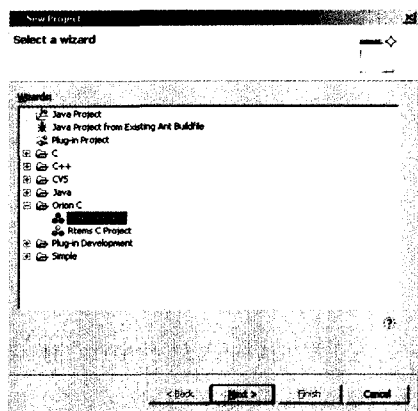 New Project
Select a wizard
Wizards:
Java Project
Java Project from Existing Ant Buildfile
Plug-in Project
C
C++
CVS
Java
Orion C
Rtems C Project
Plug-in Development
Simple
< Back
Next >
Finish
Cancel